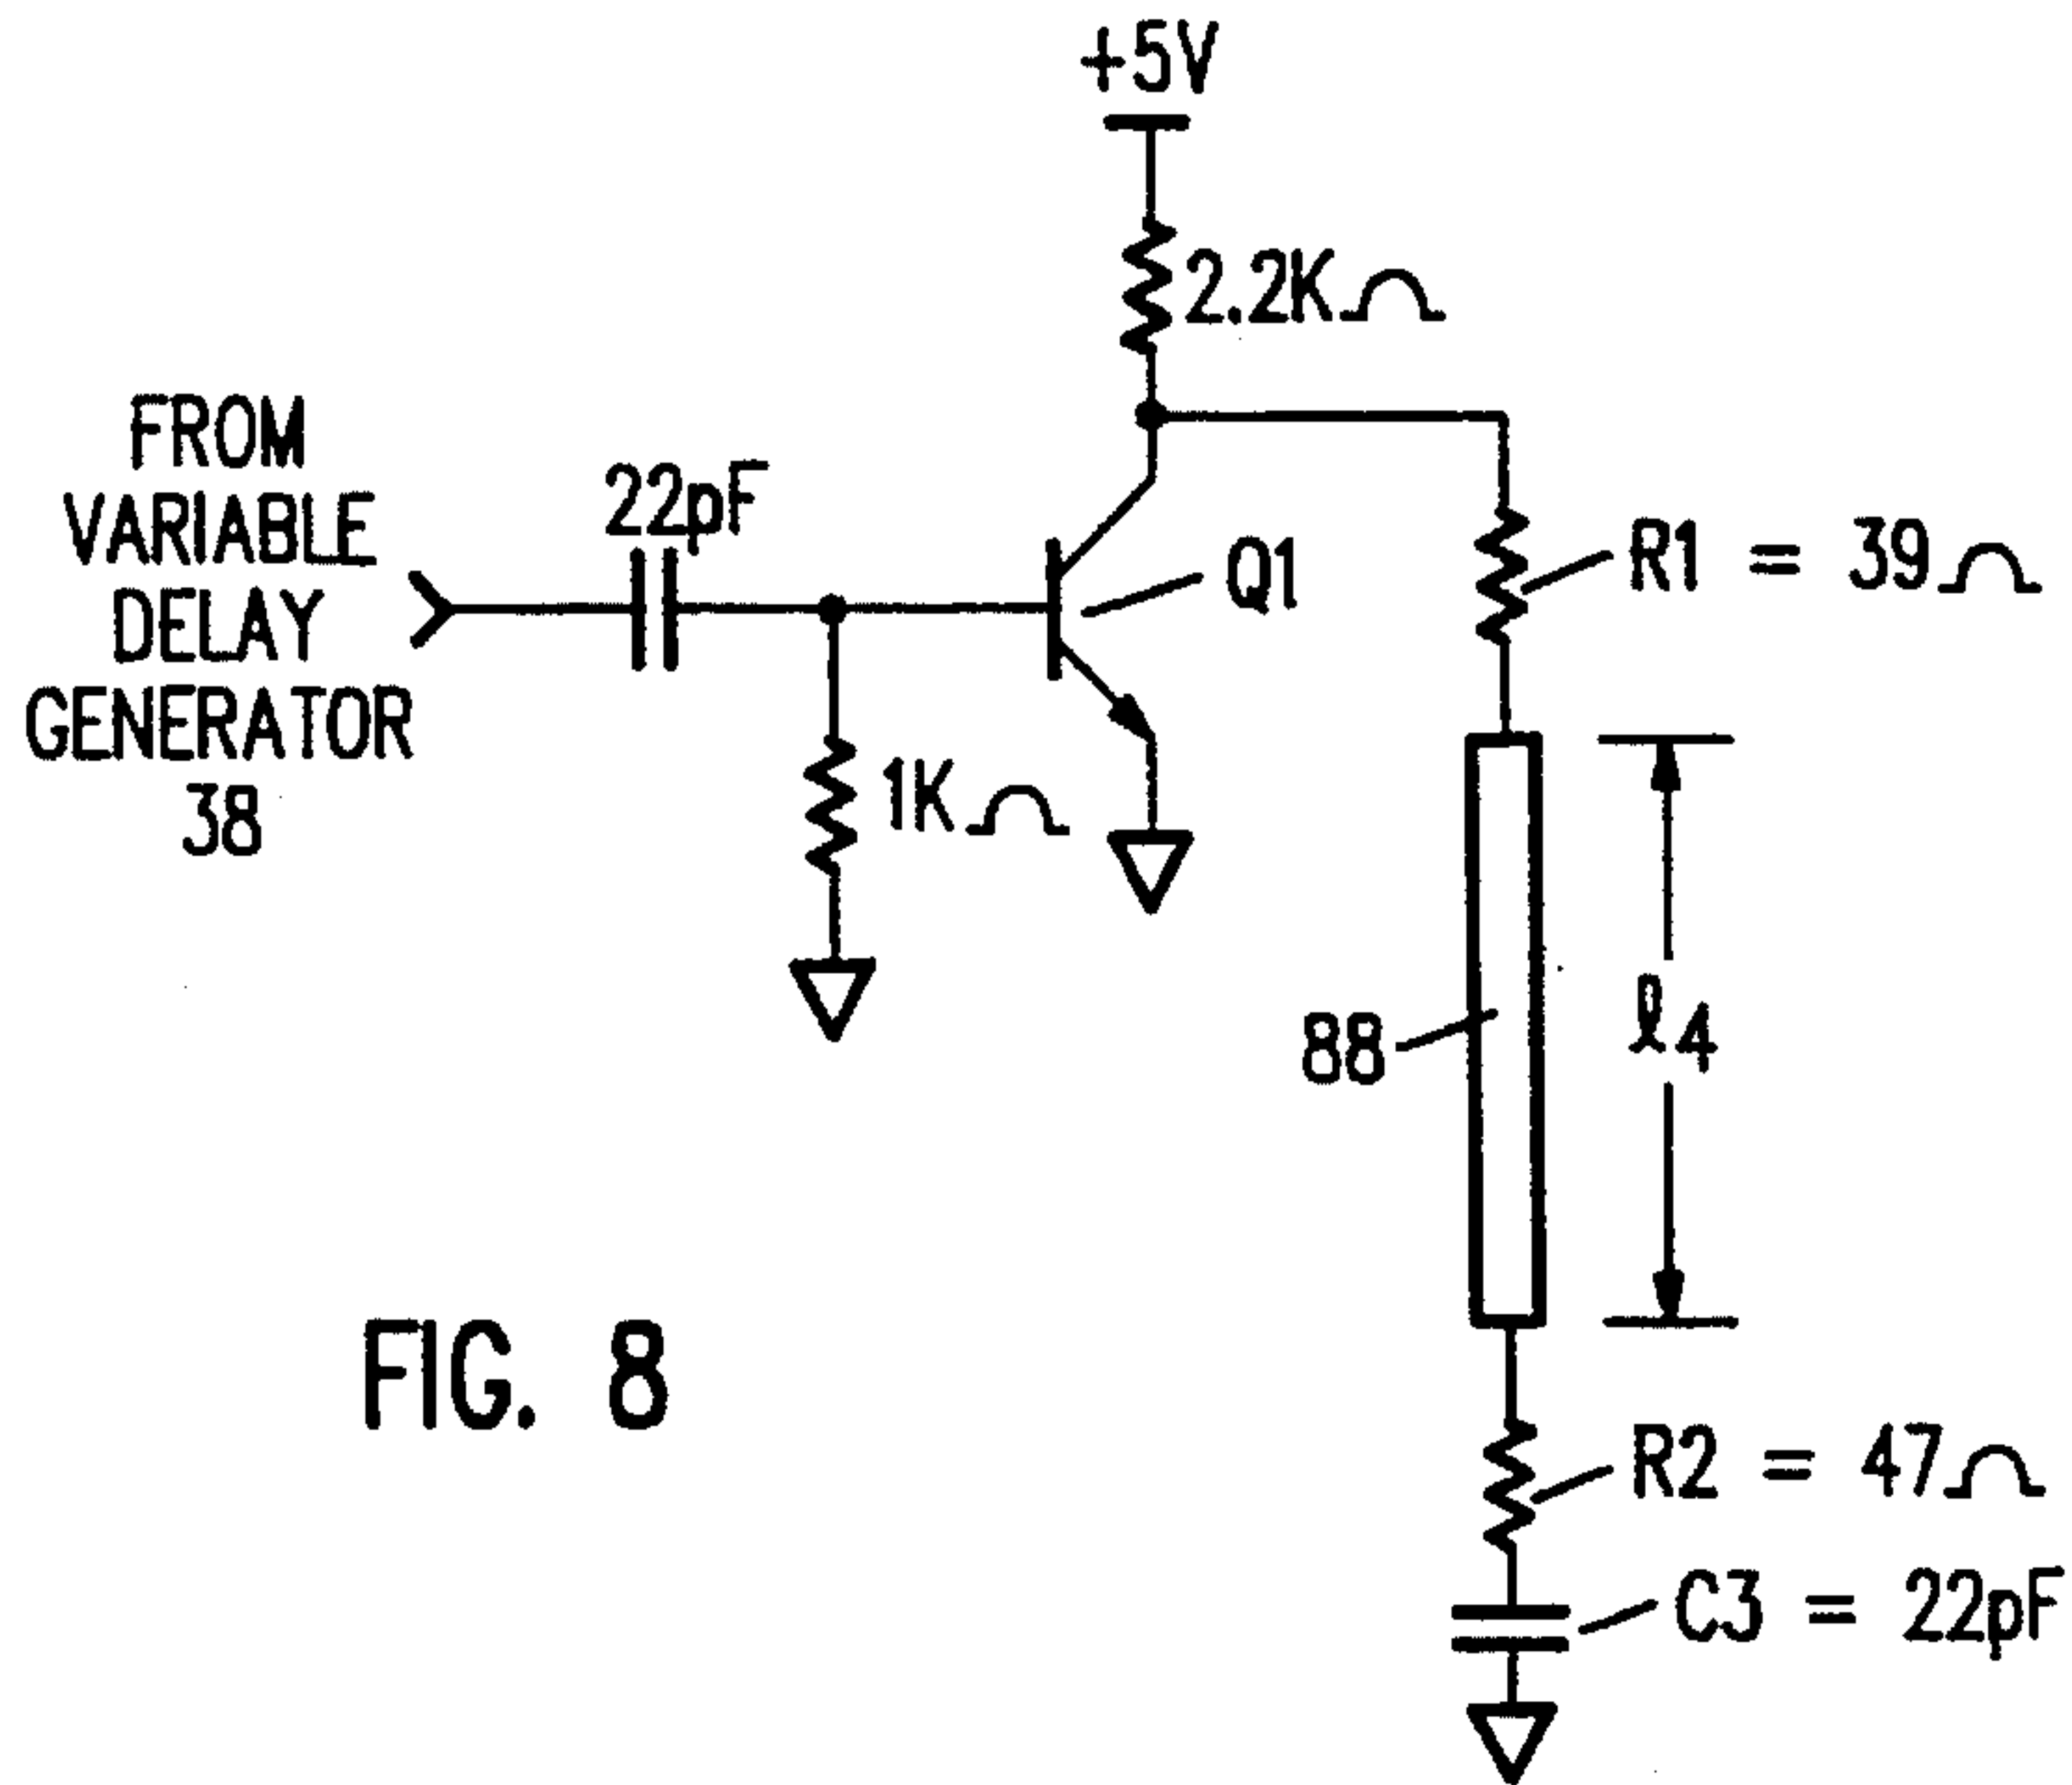 +5V
2.2KΩ
FROM
VARIABLE
DELAY
GENERATOR
38
22pF
Q1
R1 = 39Ω
1KΩ
88
ℓ4
FIG. 8
R2 = 47Ω
C3 = 22pF